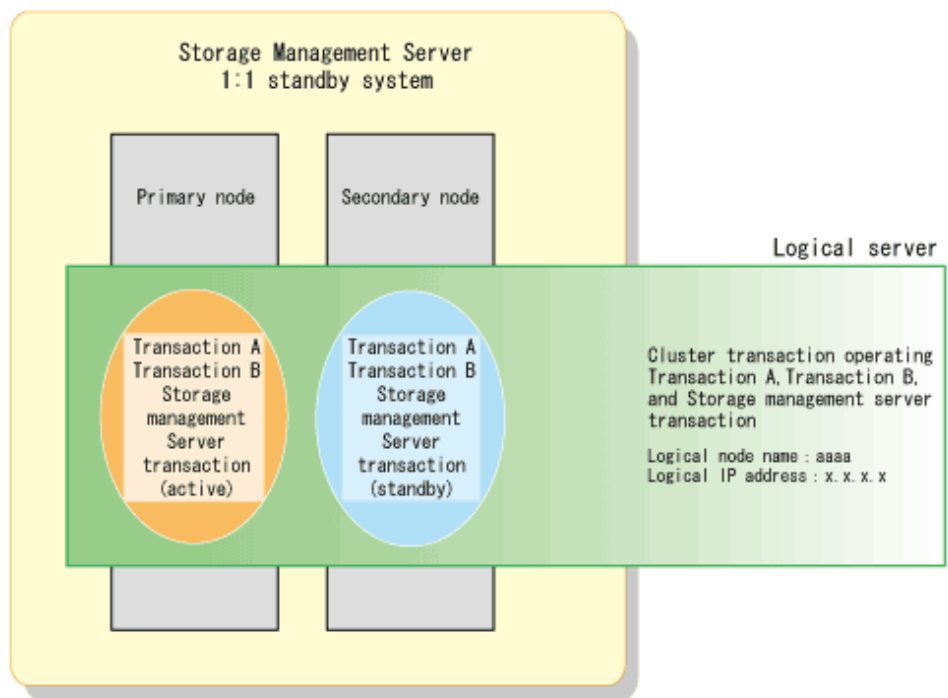 Storage Management Server
1:1 standby system
Primary node
Secondary node
Logical server
Transaction A
Transaction B
Storage
management
Server
transaction
(active)
Transaction A
Transaction B
Storage
management
Server
transaction
(standby)
Cluster transaction operating
Transaction A, Transaction B,
and Storage management server
transaction
Logical node name : aaaa
Logical IP address : x.x.x.x